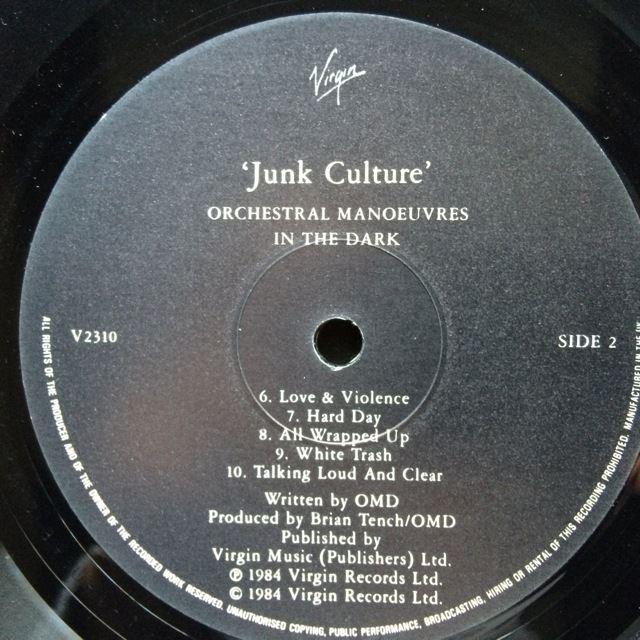 Virgin
‘Junk Culture’
ORCHESTRAL MANOEUVRES
IN THE DARK
V2310
SIDE 2
6. Love & Violence
7. Hard Day
8. All Wrapped Up
9. White Trash
10. Talking Loud And Clear
Written by OMD
Produced by Brian Tench/OMD
Published by
Virgin Music (Publishers) Ltd.
℗ 1984 Virgin Records Ltd.
© 1984 Virgin Records Ltd.
ALL RIGHTS OF THE PRODUCER AND OF THE OWNER OF THE RECORDED WORK RESERVED. UNAUTHORISED COPYING, PUBLIC PERFORMANCE, BROADCASTING, HIRING OR RENTAL OF THIS RECORDING PROHIBITED. MANUFACTURED IN THE